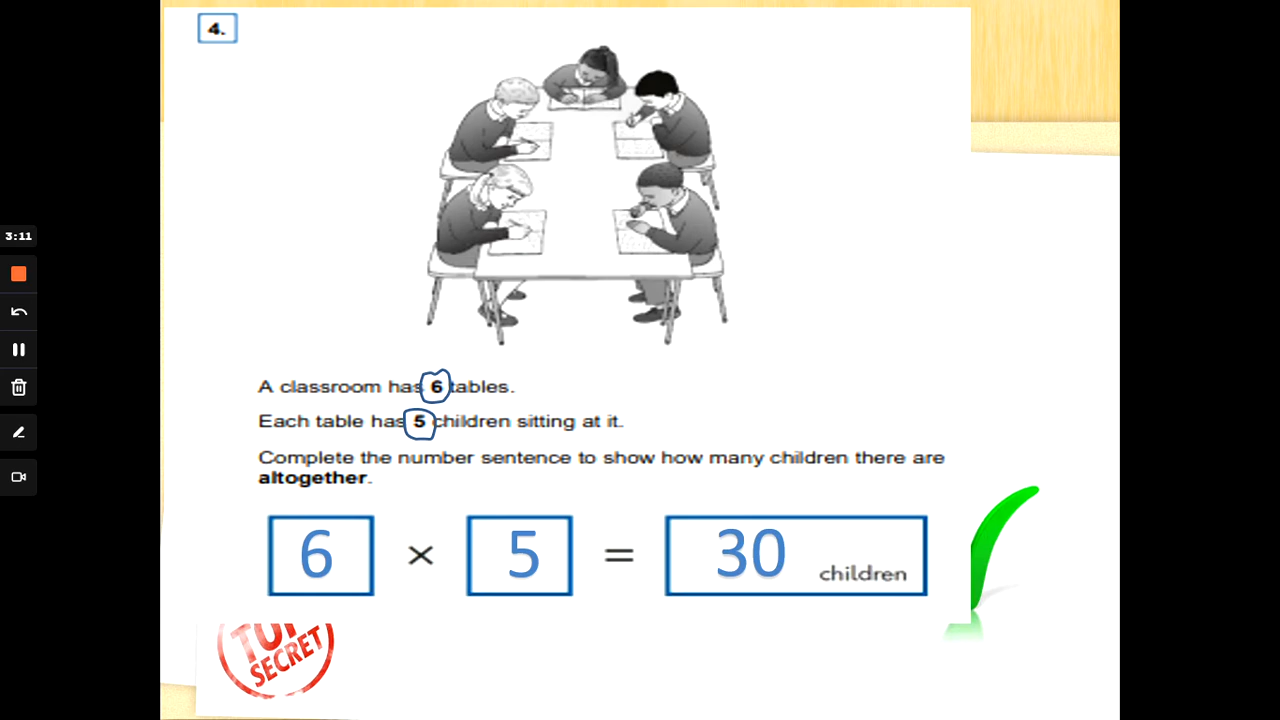 4.
3:11
A classroom has 6 tables.
Each table has 5 children sitting at it.
Complete the number sentence to show how many children there are
altogether.
6 × 5 = 30 children
TOP
SECRET